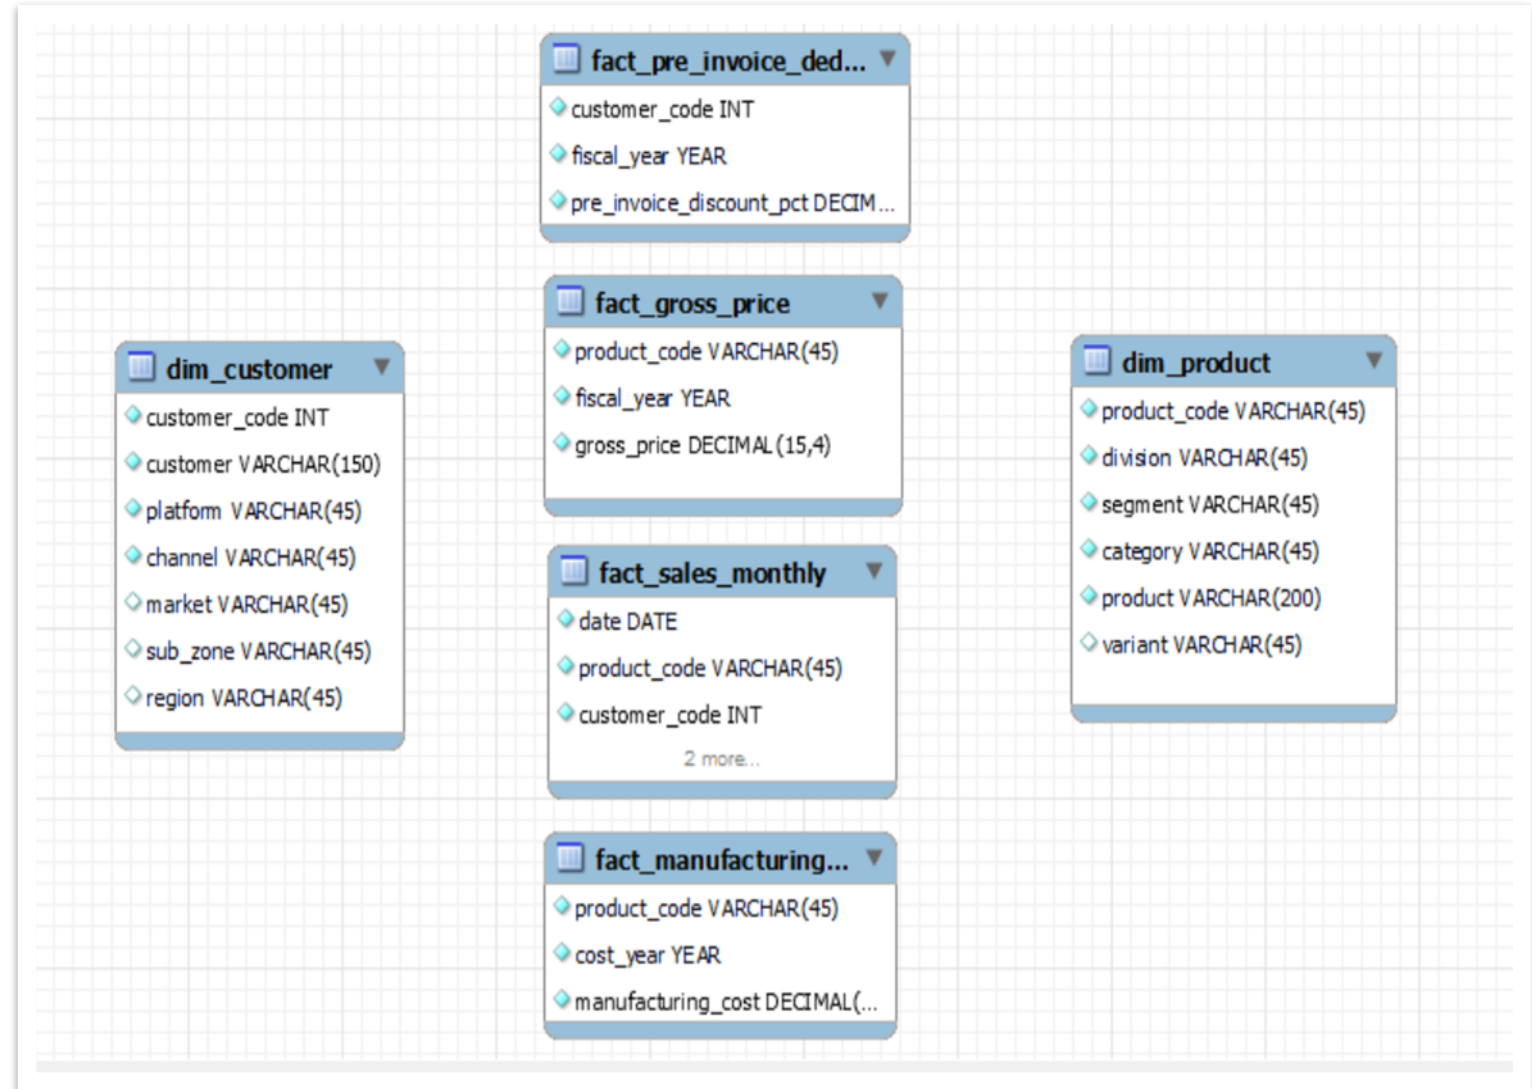 fact_pre_invoice_ded...
customer_code INT
fiscal_year YEAR
pre_invoice_discount_pct DECIM...
fact_gross_price
product_code VARCHAR(45)
fiscal_year YEAR
gross_price DECIMAL(15,4)
dim_customer
customer_code INT
customer VARCHAR(150)
platform VARCHAR(45)
channel VARCHAR(45)
market VARCHAR(45)
sub_zone VARCHAR(45)
region VARCHAR(45)
dim_product
product_code VARCHAR(45)
division VARCHAR(45)
segment VARCHAR(45)
category VARCHAR(45)
product VARCHAR(200)
variant VARCHAR(45)
fact_sales_monthly
date DATE
product_code VARCHAR(45)
customer_code INT
2 more...
fact_manufacturing...
product_code VARCHAR(45)
cost_year YEAR
manufacturing_cost DECIMAL(...